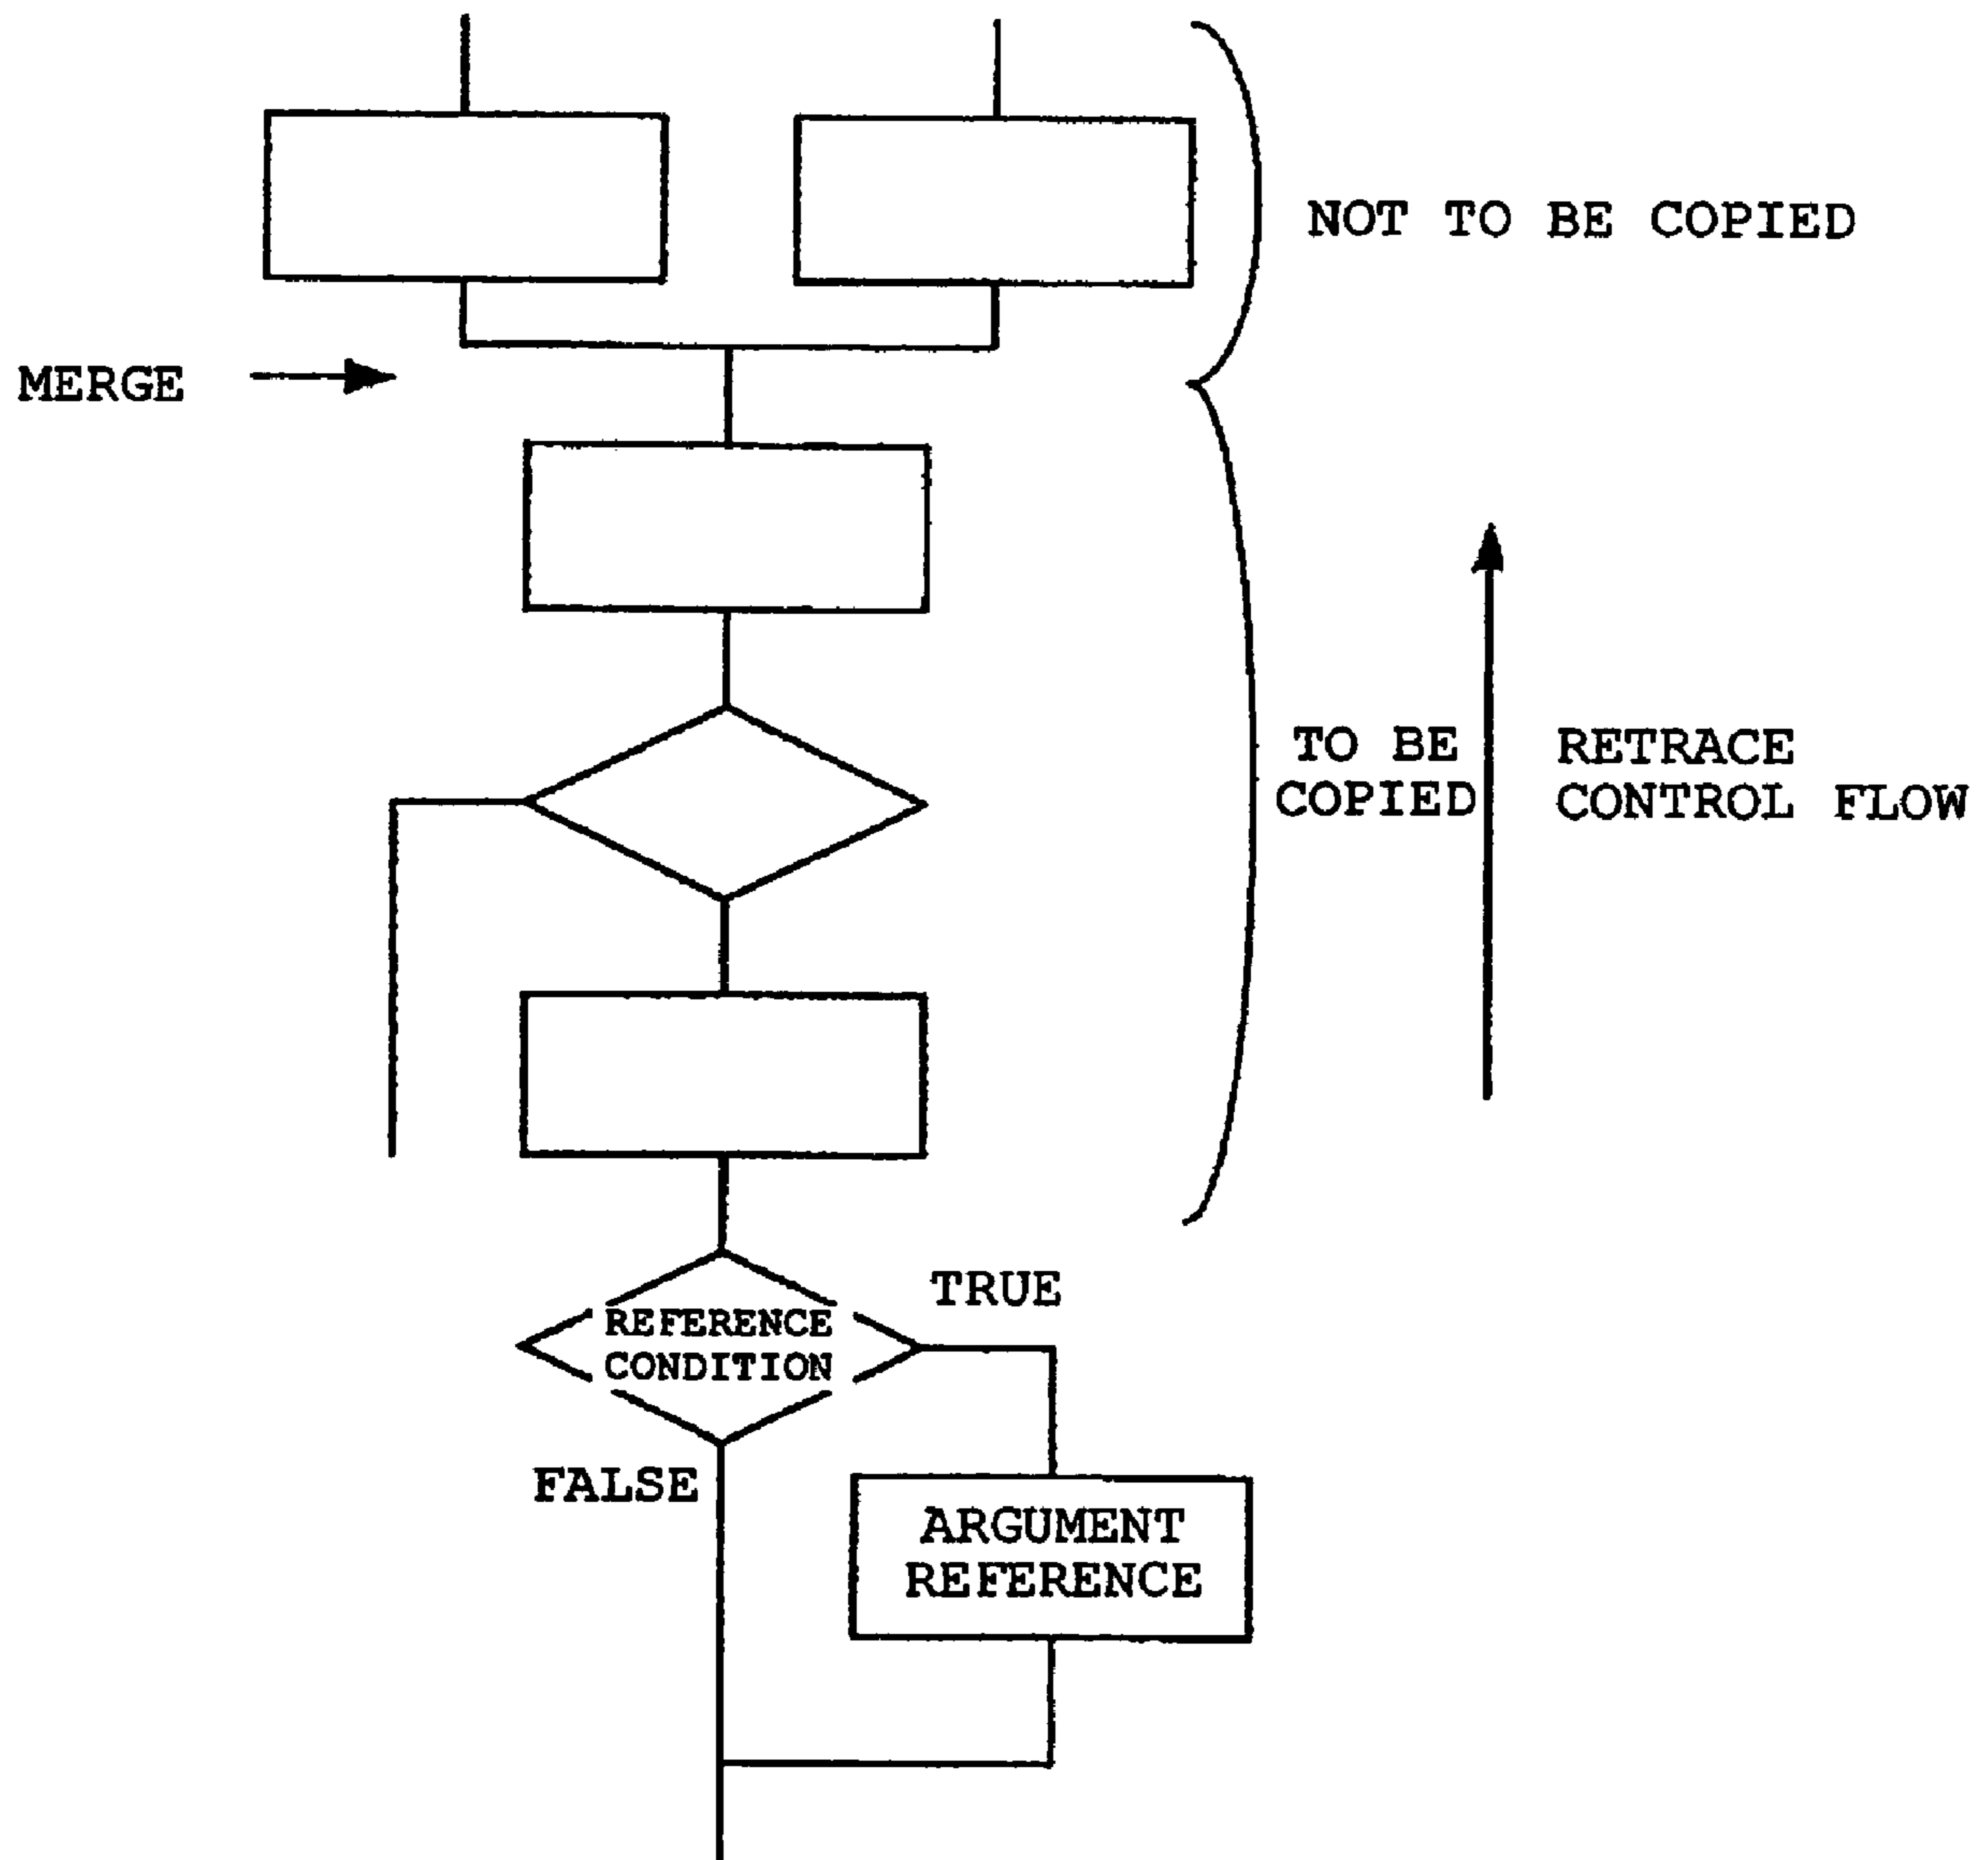 NOT TO BE COPIED
MERGE
TO BE
COPIED
RETRACE
CONTROL FLOW
TRUE
REFERENCE
CONDITION
FALSE
ARGUMENT
REFERENCE